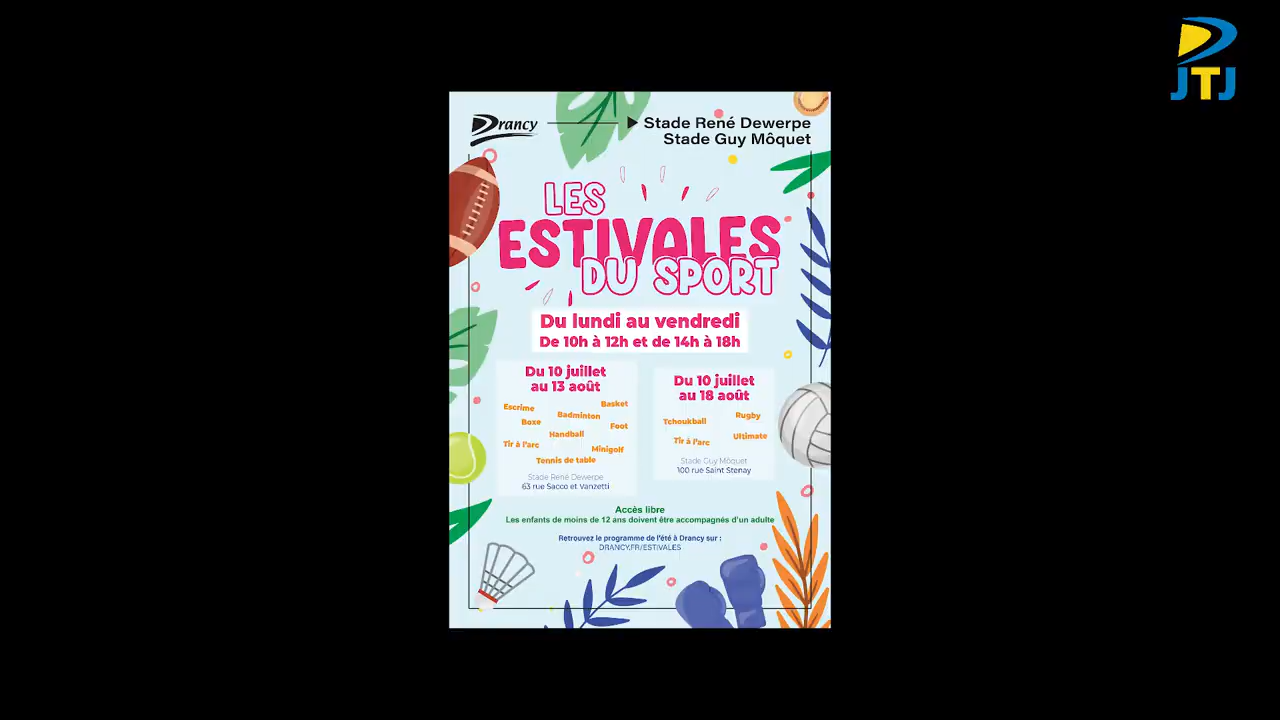 JTJ
Drancy
Stade René Dewerpe
Stade Guy Môquet
LES
ESTIVALES
DU SPORT
Du lundi au vendredi
De 10h à 12h et de 14h à 18h
Du 10 juillet
au 13 août
Escrime
Basket
Badminton
Boxe
Foot
Handball
Tir à l'arc
Minigolf
Tennis de table
Stade René Dewerpe
63 rue Sacco et Vanzetti
Du 10 juillet
au 18 août
Tchoukball
Rugby
Tir à l'arc
Ultimate
Stade Guy Môquet
100 rue Saint Stenay
Accès libre
Les enfants de moins de 12 ans doivent être accompagnés d'un adulte
Retrouvez le programme de l'été à Drancy sur :
DRANCY.FR/ESTIVALES